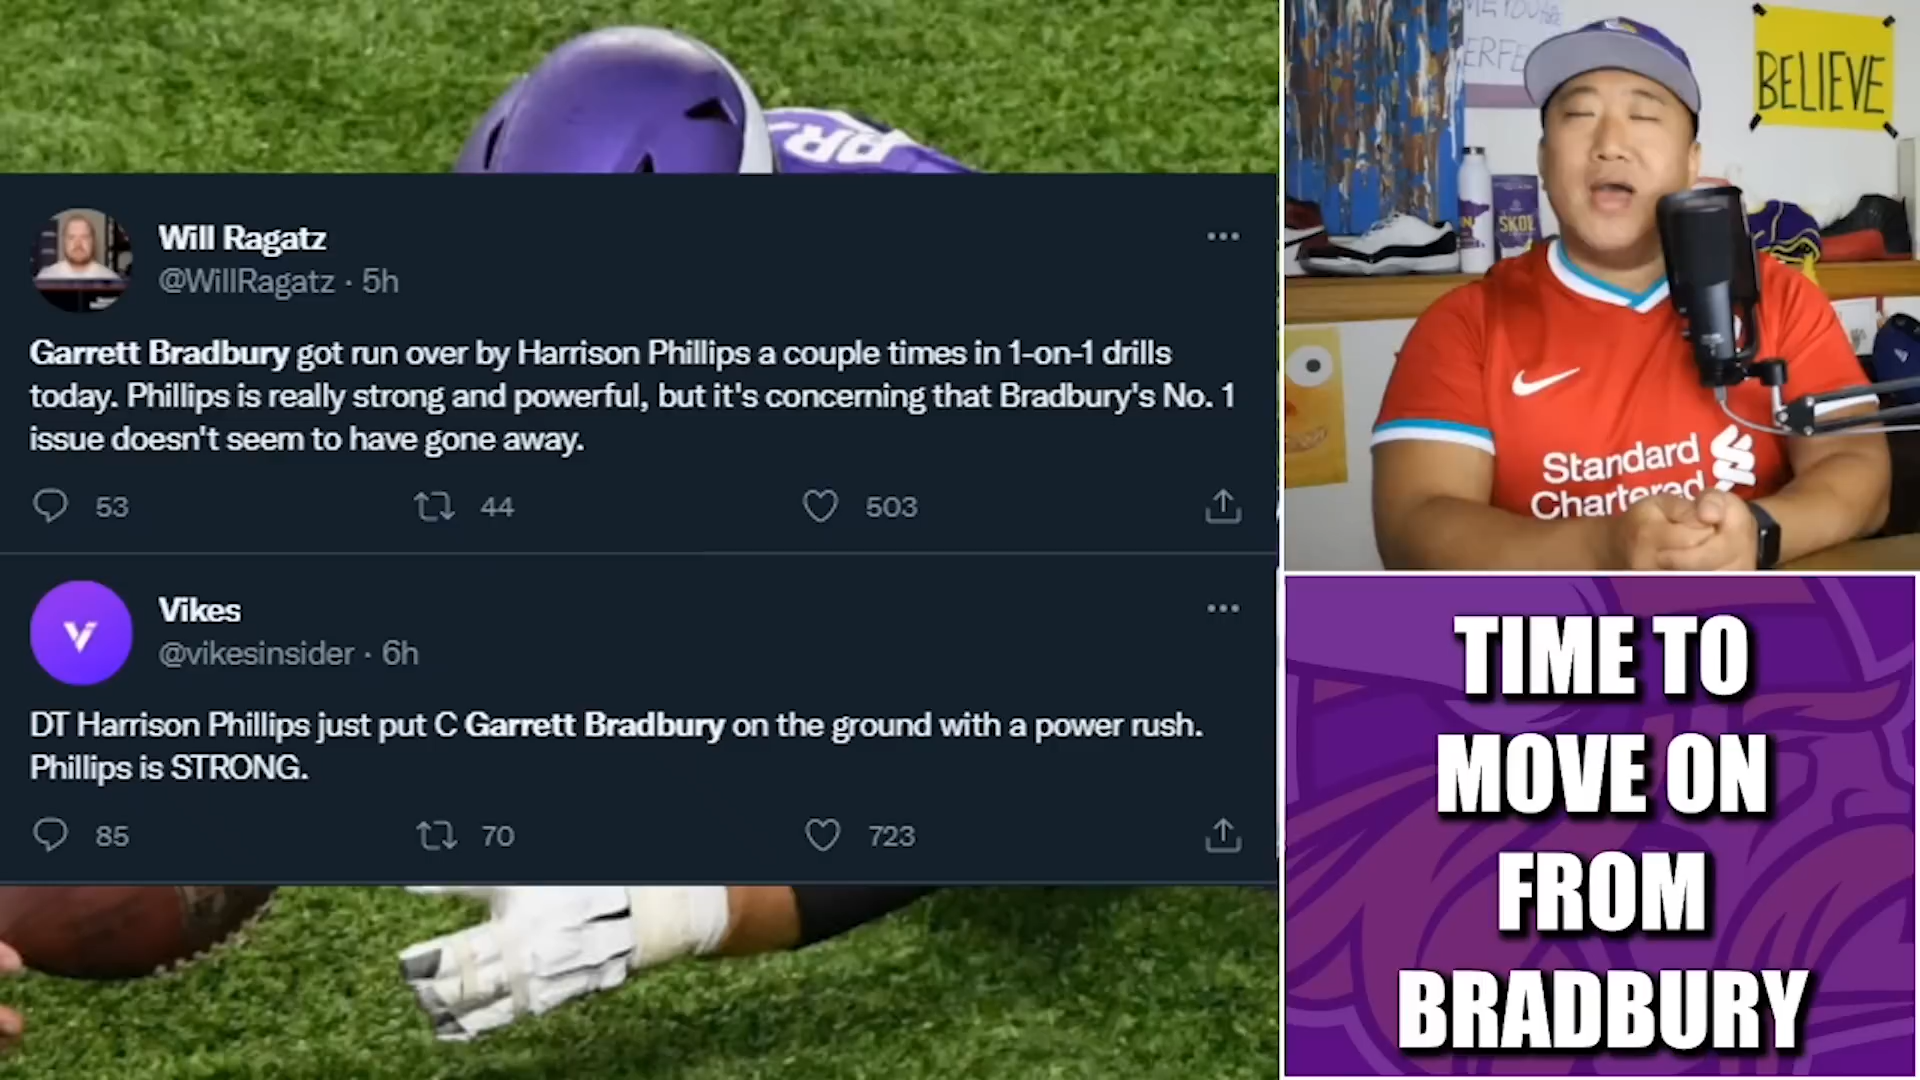 Will Ragatz
@WillRagatz · 5h
Garrett Bradbury got run over by Harrison Phillips a couple times in 1-on-1 drills
today. Phillips is really strong and powerful, but it's concerning that Bradbury's No. 1
issue doesn't seem to have gone away.
53 44 503
Vikes
@vikesinsider · 6h
DT Harrison Phillips just put C Garrett Bradbury on the ground with a power rush.
Phillips is STRONG.
85 70 723
BELIEVE
SKOL
Standard
Chartered
TIME TO
MOVE ON
FROM
BRADBURY